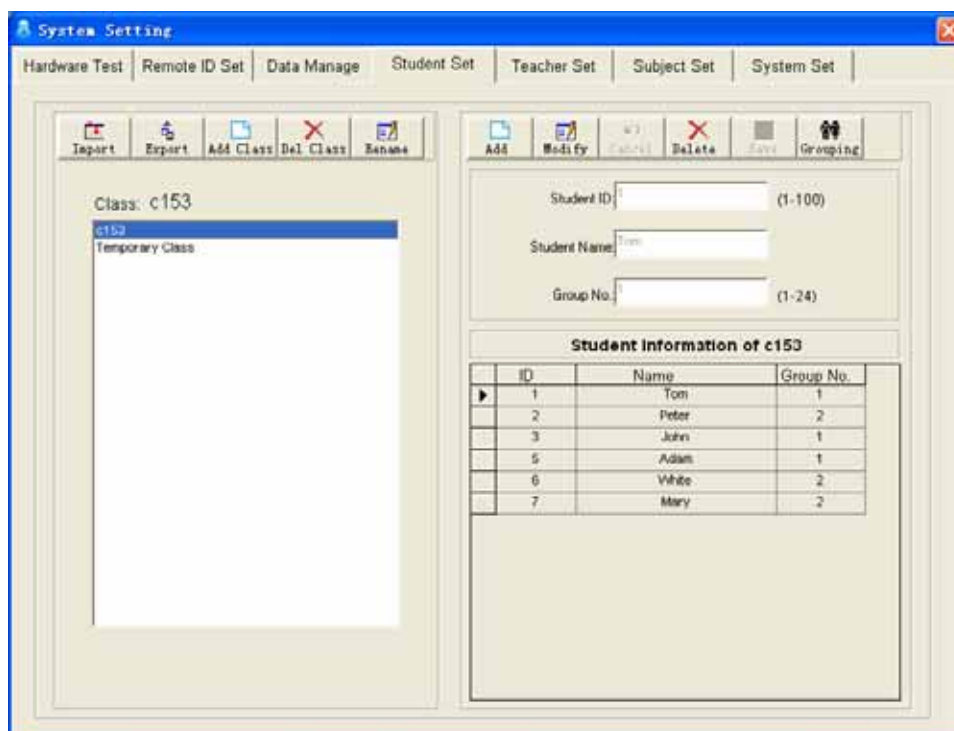 System Setting
Hardware Test Remote ID Set Data Manage Student Set Teacher Set Subject Set System Set
Import Export Add Class Del Class Rename
Add Modify Cancel Delete Save Grouping
Class: c153
c153
Temporary Class
Student ID: 1 (1-100)
Student Name: Tom
Group No.: 1 (1-24)
Student Information of c153
ID Name Group No.
1 Tom 1
2 Peter 2
3 John 1
5 Adam 1
6 White 2
7 Mary 2